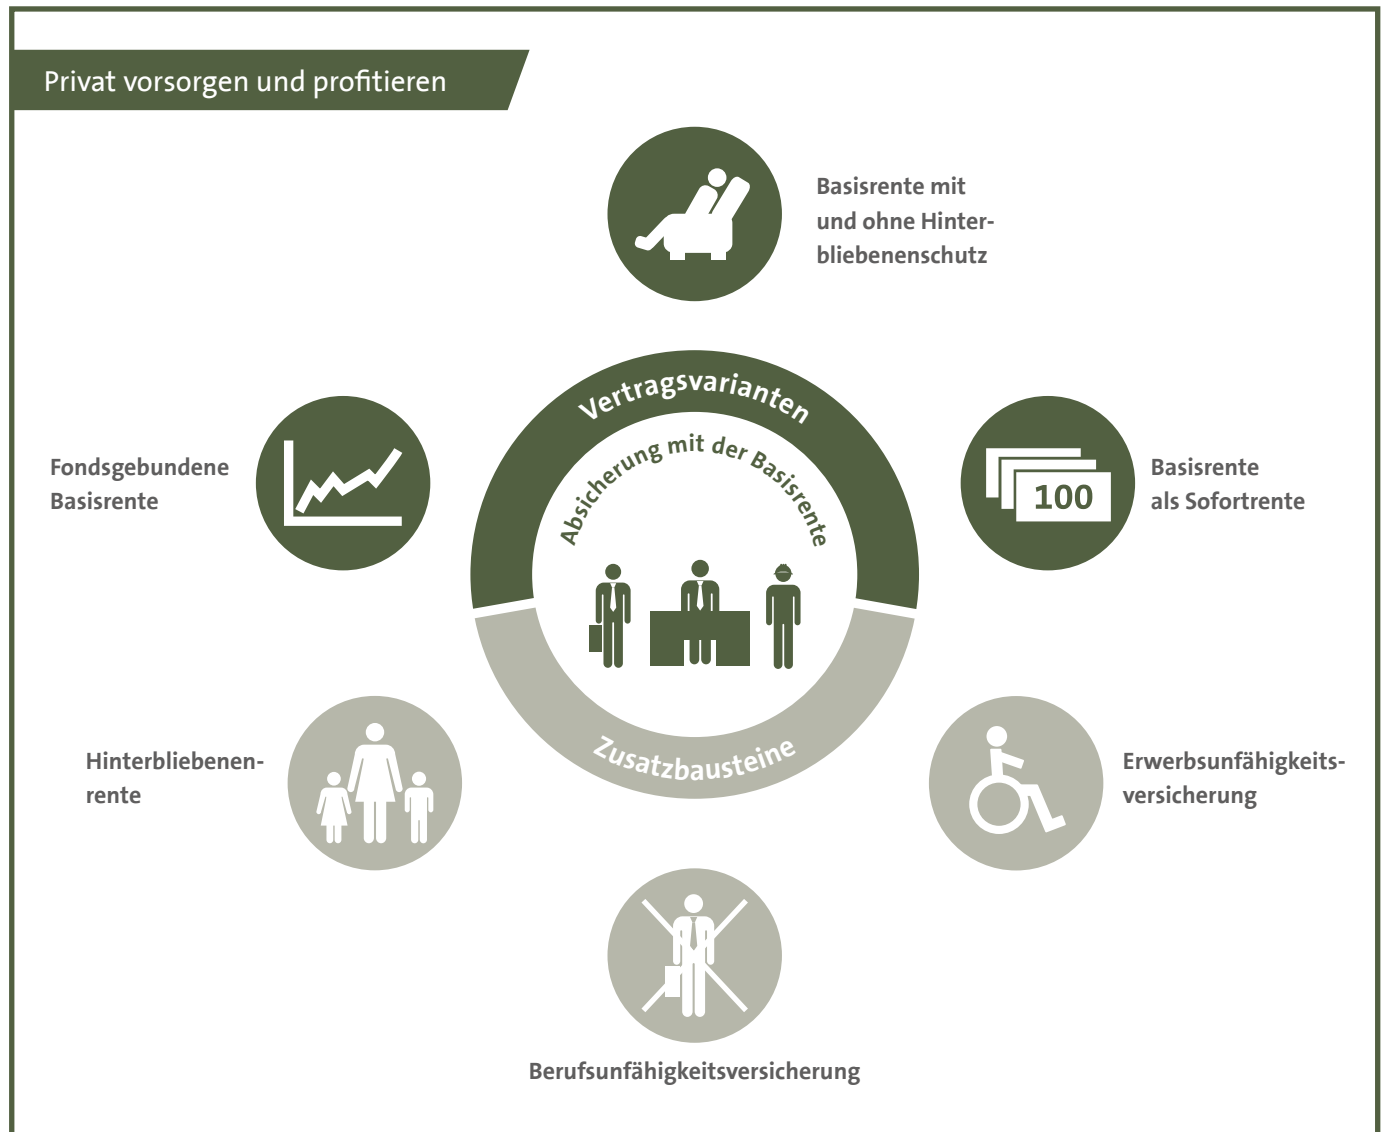 Privat vorsorgen und profitieren
Basisrente mit
und ohne Hinter-
bliebenenschutz
Vertragsvarianten
Absicherung mit der Basisrente
Fondsgebundene
Basisrente
100
Basisrente
als Sofortrente
Zusatzbausteine
Hinterbliebenen-
rente
Erwerbsunfähigkeits-
versicherung
Berufsunfähigkeitsversicherung